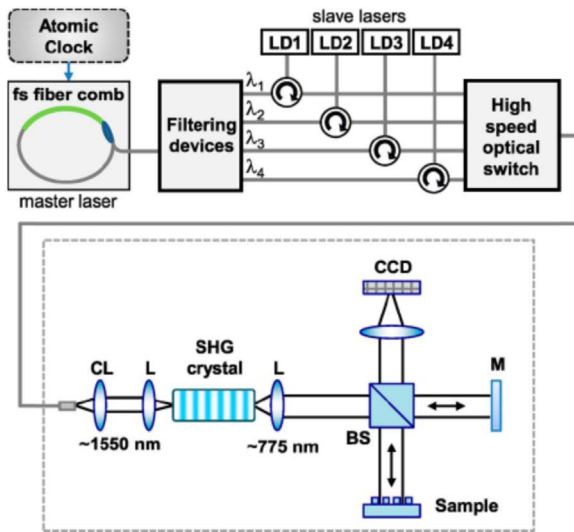 Atomic
Clock
fs fiber comb
master laser
Filtering
devices
slave lasers
LD1 LD2 LD3 LD4
λ1
λ2
λ3
λ4
High
speed
optical
switch
CCD
CL L SHG
crystal L
M
BS
~1550 nm
~775 nm
Sample